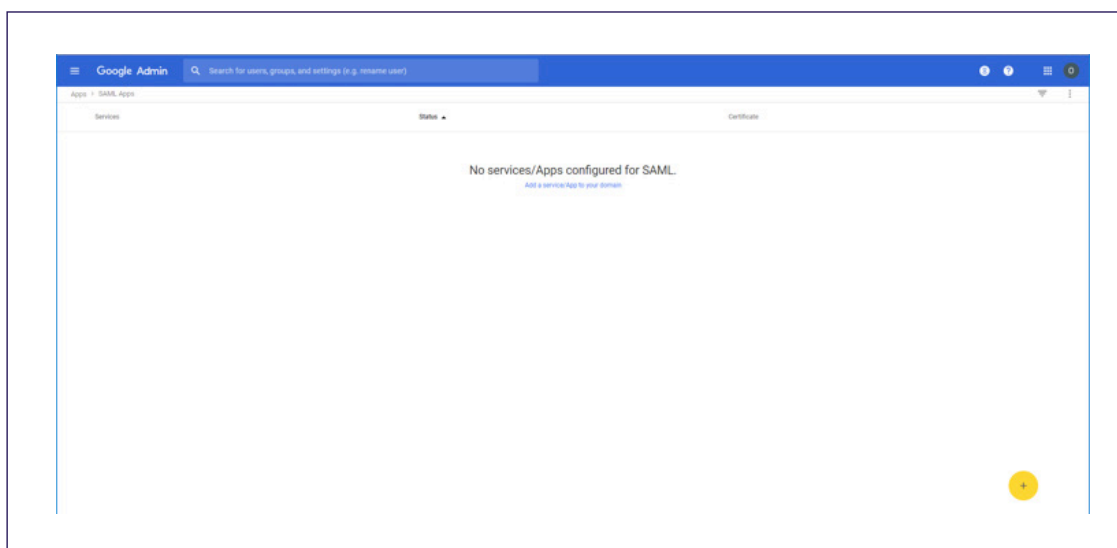 Google Admin
Search for users, groups, and settings (e.g. rename user)
O
Apps > SAML Apps
Services
Status
Certificate
No services/Apps configured for SAML.
Add a service/App to your domain